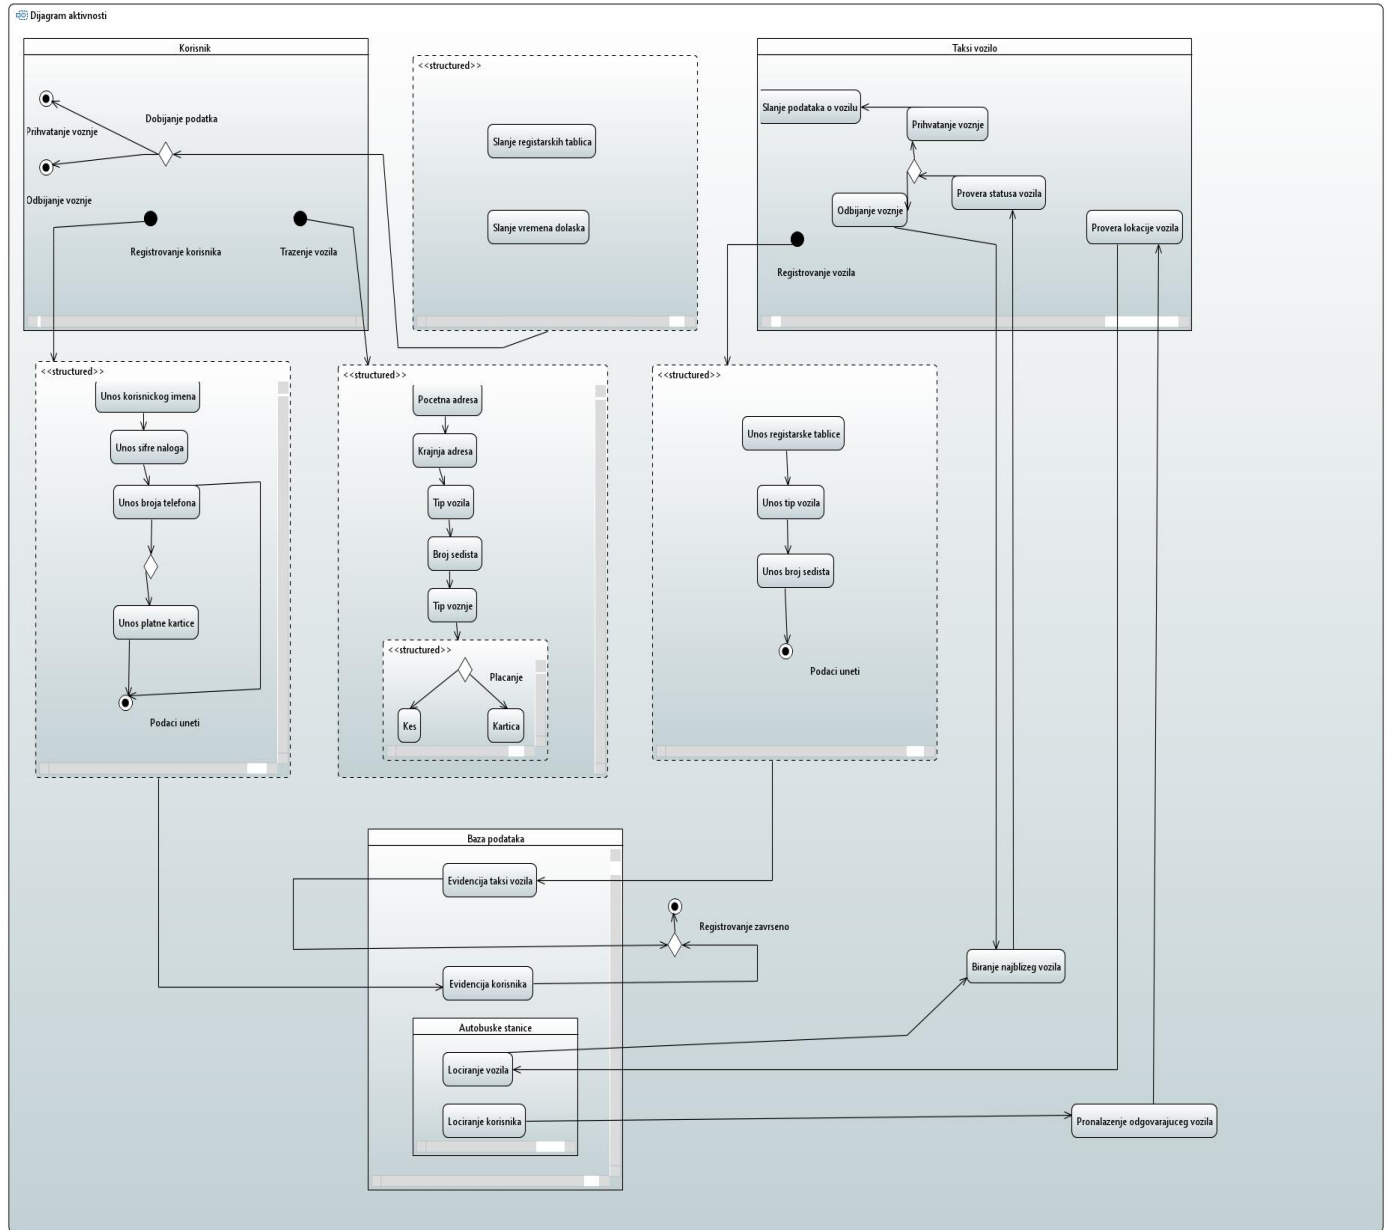 Dijagram aktivnosti
Korisnik
Dobijanje podatka
Prihvatanje voznje
Odbijanje voznje
Registrovanje korisnika
Trazenje vozila
<<structured>>
Slanje registarskih tablica
Slanje vremena dolaska
Taksi vozilo
Slanje podataka o vozilu
Prihvatanje voznje
Provera statusa vozila
Odbijanje voznje
Provera lokacije vozila
Registrovanje vozila
<<structured>>
Unos korisnickog imena
Unos sifre naloga
Unos broja telefona
Unos platne kartice
Podaci uneti
<<structured>>
Pocetna adresa
Krajnja adresa
Tip vozila
Broj sedista
Tip voznje
<<structured>>
Placanje
Kes
Kartica
<<structured>>
Unos registarske tablice
Unos tip vozila
Unos broj sedista
Podaci uneti
Baza podataka
Evidencija taksi vozila
Registrovanje zavrseno
Evidencija korisnika
Biranje najblizeg vozila
Autobuske stanice
Lociranje vozila
Lociranje korisnika
Pronalazenje odgovarajuceg vozila